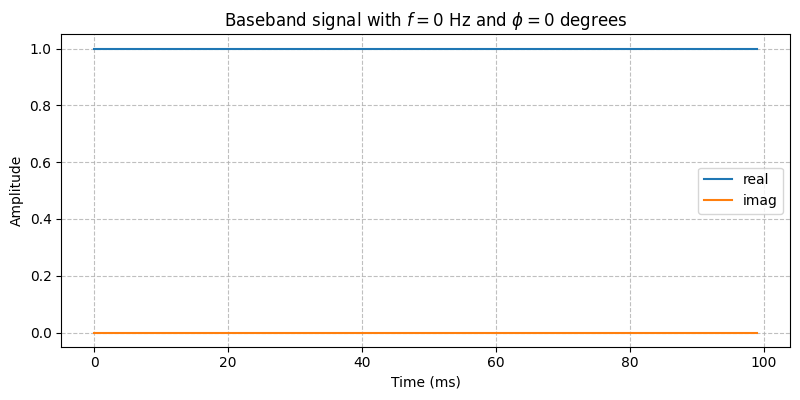 Baseband signal with f = 0 Hz and ϕ = 0 degrees
Amplitude
1.0
0.8
0.6
0.4
0.2
0.0
real
imag
0 20 40 60 80 100
Time (ms)